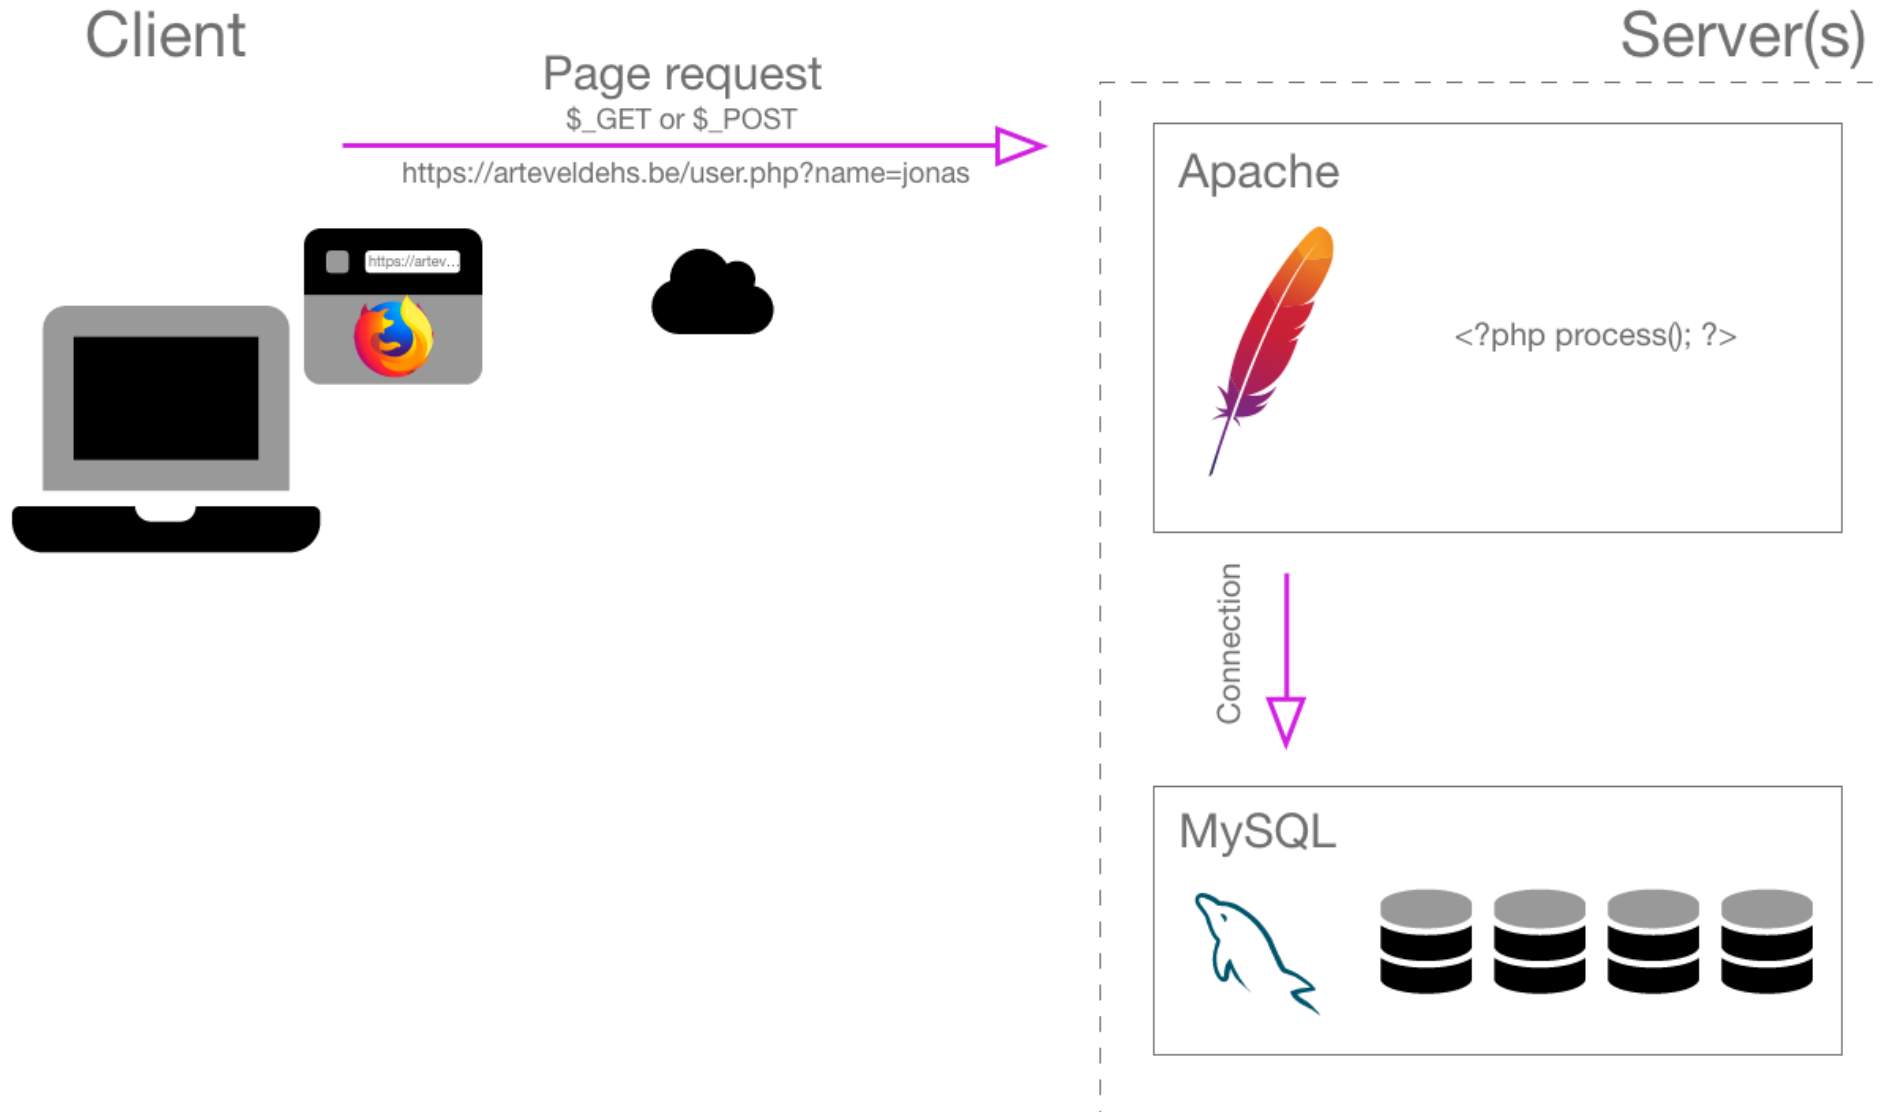 Client
Server(s)
Page request
$_GET or $_POST
https://arteveldehs.be/user.php?name=jonas
https://artev...
Apache
<?php process(); ?>
Connection
MySQL